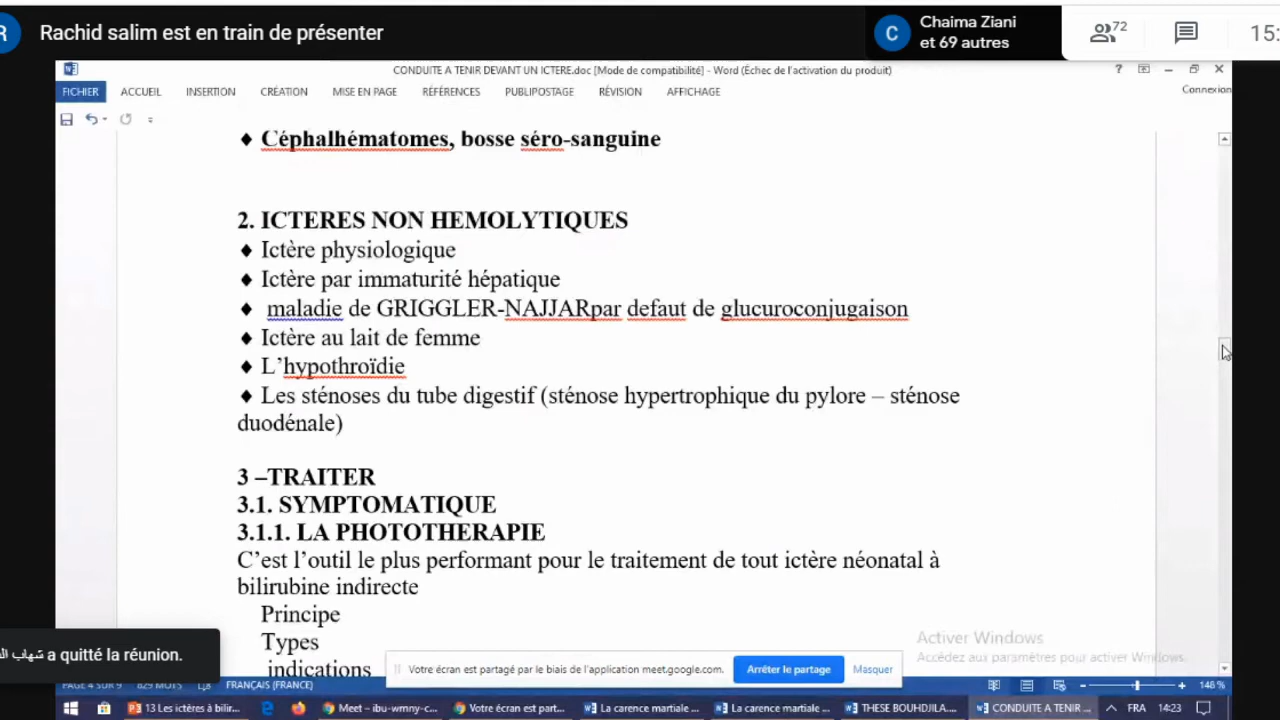 R
Rachid salim est en train de présenter
C
Chaima Ziani
et 69 autres
72
15:
CONDUITE A TENIR DEVANT UN ICTERE.doc [Mode de compatibilité] - Word (Échec de l'activation du produit)
?
FICHIER ACCUEIL INSERTION CRÉATION MISE EN PAGE RÉFÉRENCES PUBLIPOSTAGE RÉVISION AFFICHAGE
Connexion
♦ Céphalhématomes, bosse séro-sanguine
2. ICTERES NON HEMOLYTIQUES
♦ Ictère physiologique
♦ Ictère par immaturité hépatique
♦ maladie de GRIGGLER-NAJJARpar defaut de glucuroconjugaison
♦ Ictère au lait de femme
♦ L'hypothroïdie
♦ Les sténoses du tube digestif (sténose hypertrophique du pylore – sténose
duodénale)
3 –TRAITER
3.1. SYMPTOMATIQUE
3.1.1. LA PHOTOTHERAPIE
C'est l'outil le plus performant pour le traitement de tout ictère néonatal à
bilirubine indirecte
Principe
Types
indications
Activer Windows
Accédez aux paramètres pour activer Windows.
شهاب a quitté la réunion.
Votre écran est partagé par le biais de l'application meet.google.com. Arrêter le partage Masquer
PAGE 4 SUR 9 829 MOTS FRANÇAIS (FRANCE)
148 %
13 Les ictères à bilir... Meet – ibu-wmny-c... Votre écran est part... La carence martiale ... La carence martiale ... THESE BOUHDJILA.... CONDUITE A TENIR ... FRA 14:23